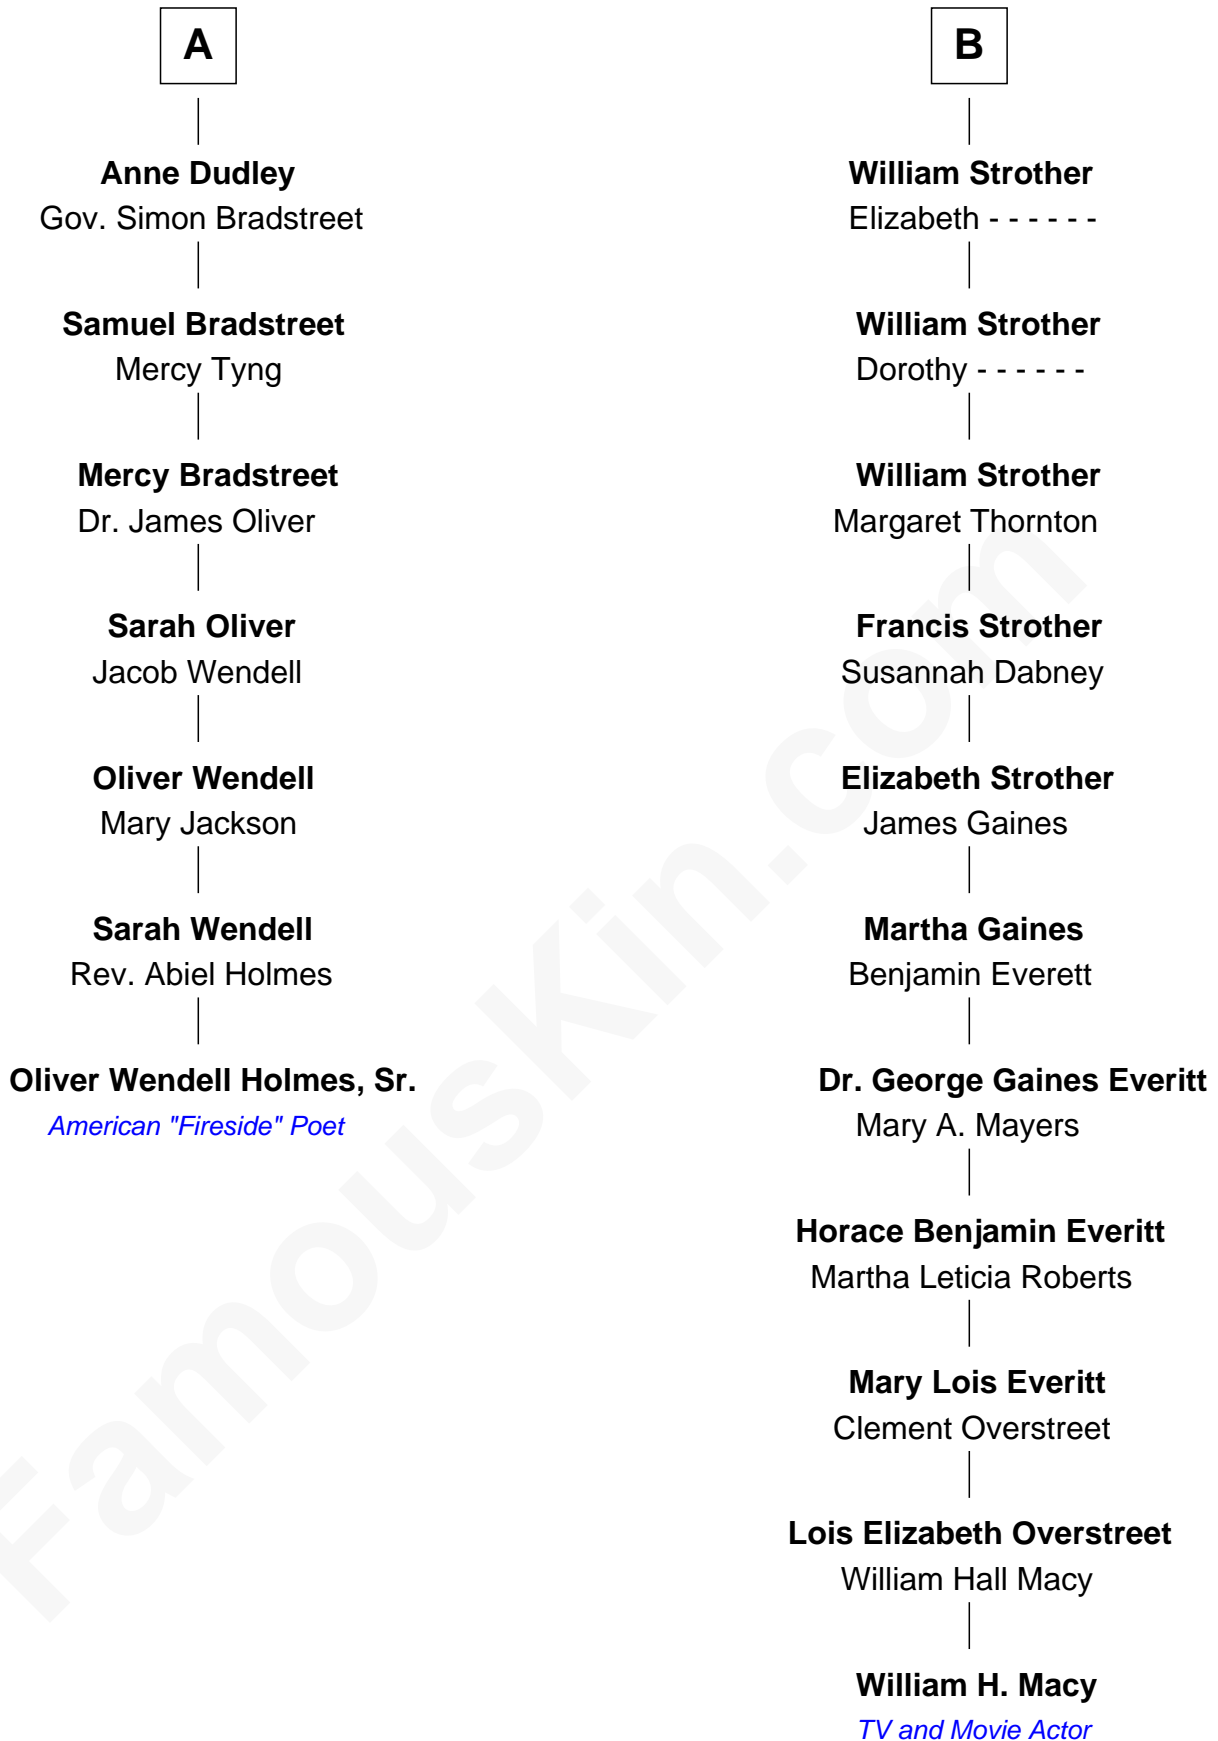 A
Anne Dudley
Gov. Simon Bradstreet
Samuel Bradstreet
Mercy Tyng
Mercy Bradstreet
Dr. James Oliver
Sarah Oliver
Jacob Wendell
Oliver Wendell
Mary Jackson
Sarah Wendell
Rev. Abiel Holmes
Oliver Wendell Holmes, Sr.
American "Fireside" Poet
B
William Strother
Elizabeth - - - - - -
William Strother
Dorothy - - - - - -
William Strother
Margaret Thornton
Francis Strother
Susannah Dabney
Elizabeth Strother
James Gaines
Martha Gaines
Benjamin Everett
Dr. George Gaines Everitt
Mary A. Mayers
Horace Benjamin Everitt
Martha Leticia Roberts
Mary Lois Everitt
Clement Overstreet
Lois Elizabeth Overstreet
William Hall Macy
William H. Macy
TV and Movie Actor
FamousKin.com